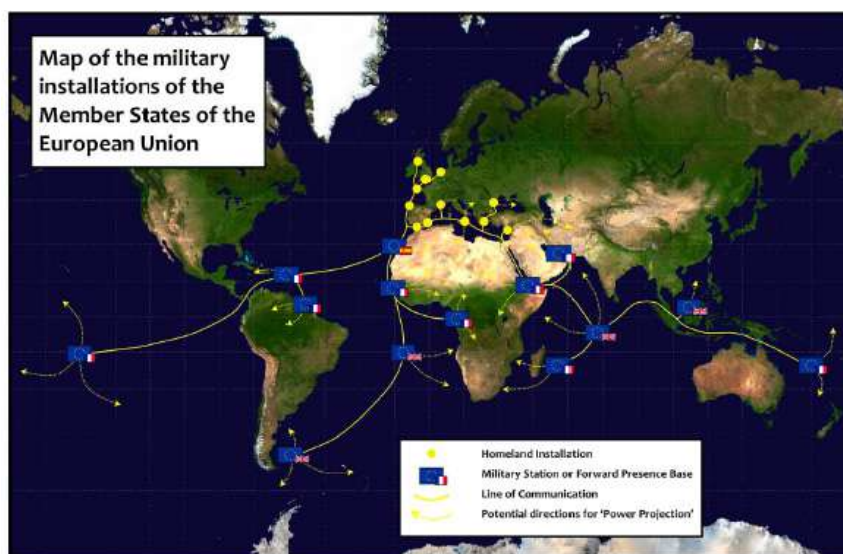 Map of the military
installations of the
Member States of the
European Union
Homeland Installation
Military Station or Forward Presence Base
Line of Communication
Potential directions for ‘Power Projection’